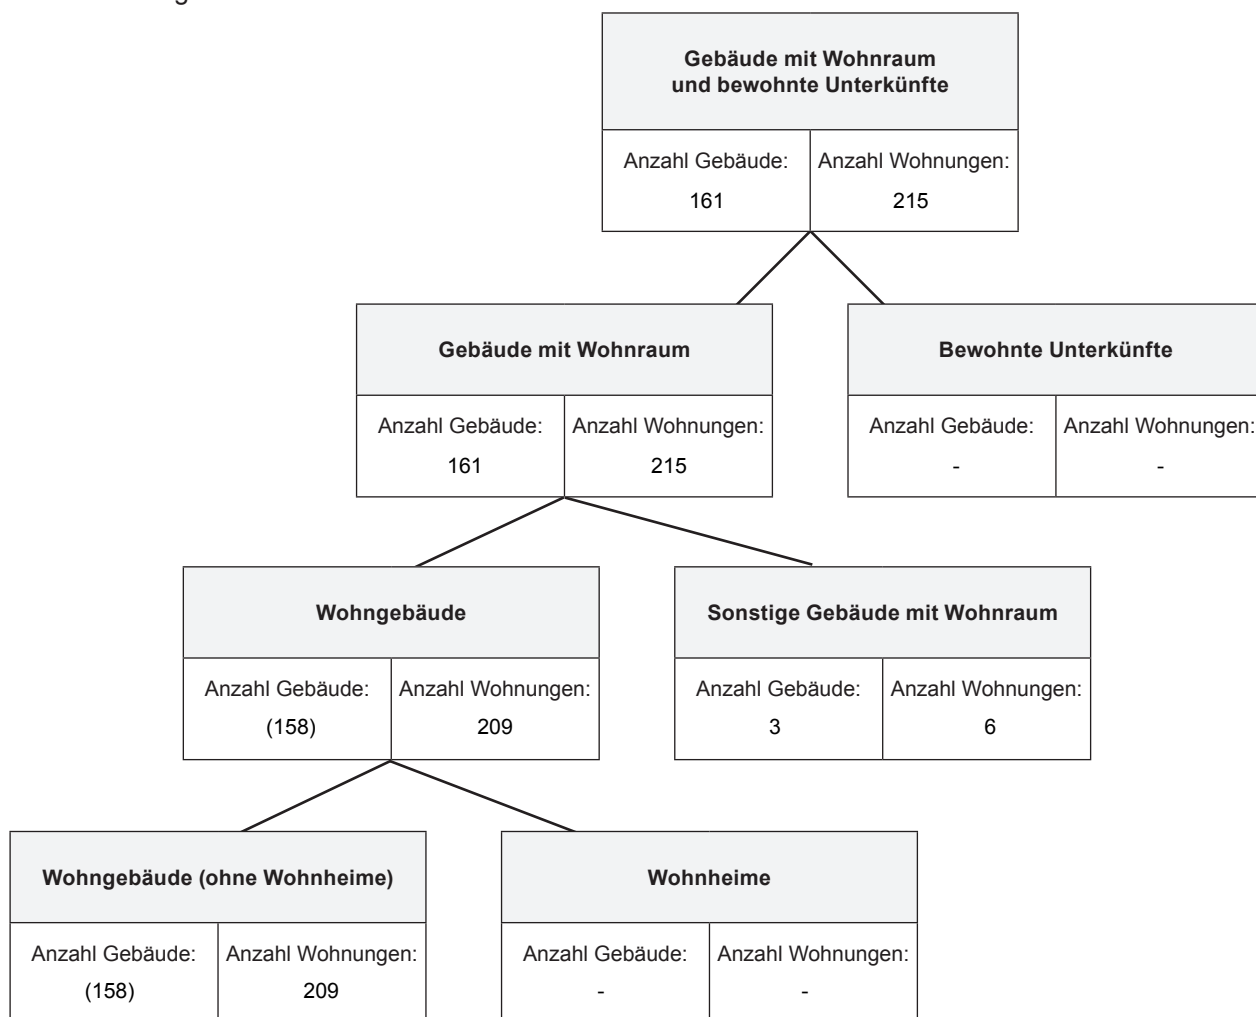 Gebäude mit Wohnraum
und bewohnte Unterkünfte
Anzahl Gebäude: Anzahl Wohnungen:
161 215
Gebäude mit Wohnraum
Anzahl Gebäude: Anzahl Wohnungen:
161 215
Bewohnte Unterkünfte
Anzahl Gebäude: Anzahl Wohnungen:
- -
Wohngebäude
Anzahl Gebäude: Anzahl Wohnungen:
(158) 209
Sonstige Gebäude mit Wohnraum
Anzahl Gebäude: Anzahl Wohnungen:
3 6
Wohngebäude (ohne Wohnheime)
Anzahl Gebäude: Anzahl Wohnungen:
(158) 209
Wohnheime
Anzahl Gebäude: Anzahl Wohnungen:
- -